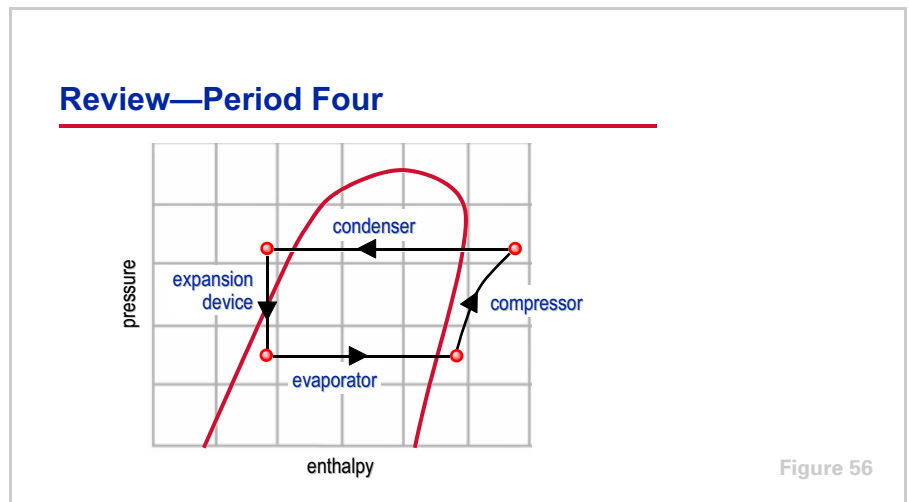 Review—Period Four
condenser
expansion
device
pressure
compressor
evaporator
enthalpy
Figure 56